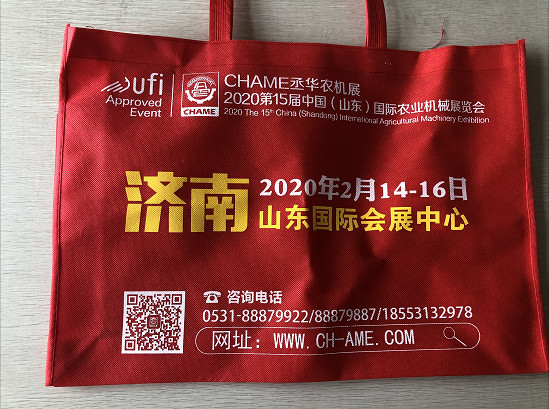 ufi
Approved
Event
CHAME
CHAME丞华农机展
2020第15届中国（山东）国际农业机械展览会
2020 The 15th China (Shandong) International Agricultural Machinery Exhibition
济南
2020年2月14-16日
山东国际会展中心
☎ 咨询电话
0531-88879922/88879887/18553132978
网址: WWW.CH-AME.COM